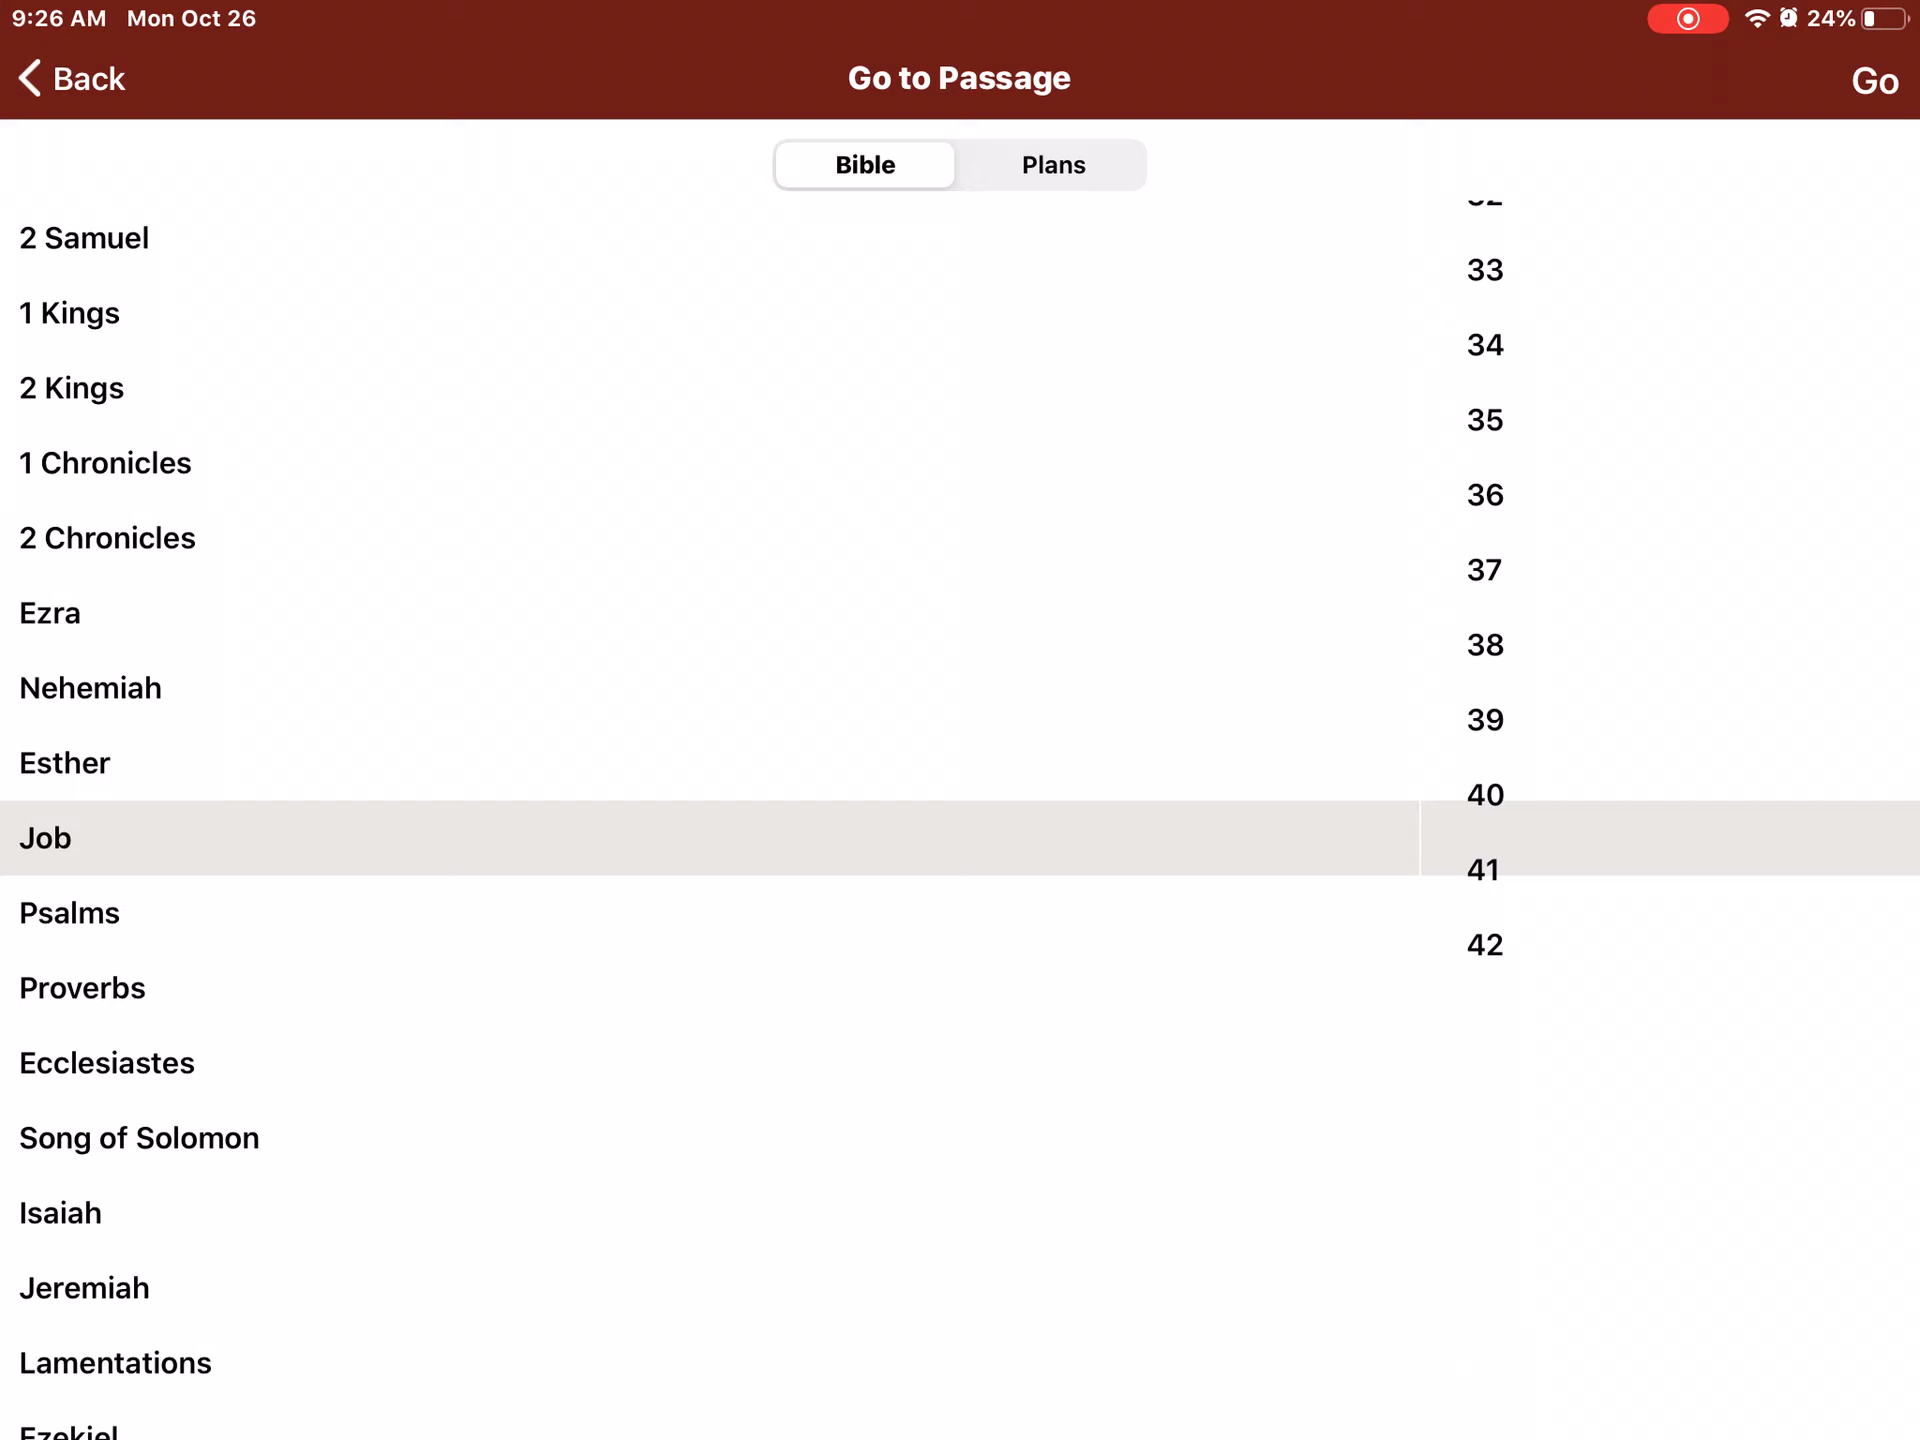 9:26 AM Mon Oct 26
24%
Back
Go to Passage
Go
Bible
Plans
2 Samuel
1 Kings
2 Kings
1 Chronicles
2 Chronicles
Ezra
Nehemiah
Esther
Job
Psalms
Proverbs
Ecclesiastes
Song of Solomon
Isaiah
Jeremiah
Lamentations
Ezekiel
32
33
34
35
36
37
38
39
40
41
42